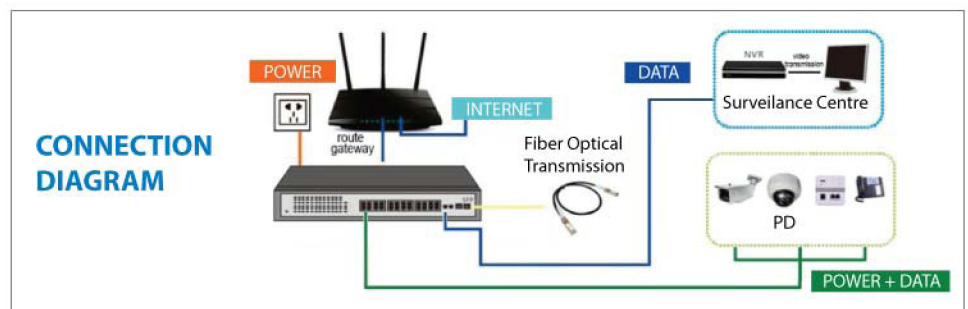 CONNECTION
DIAGRAM
POWER
route
gateway
INTERNET
Fiber Optical
Transmission
DATA
NVR
video
transmission
Surveilance Centre
PD
POWER + DATA